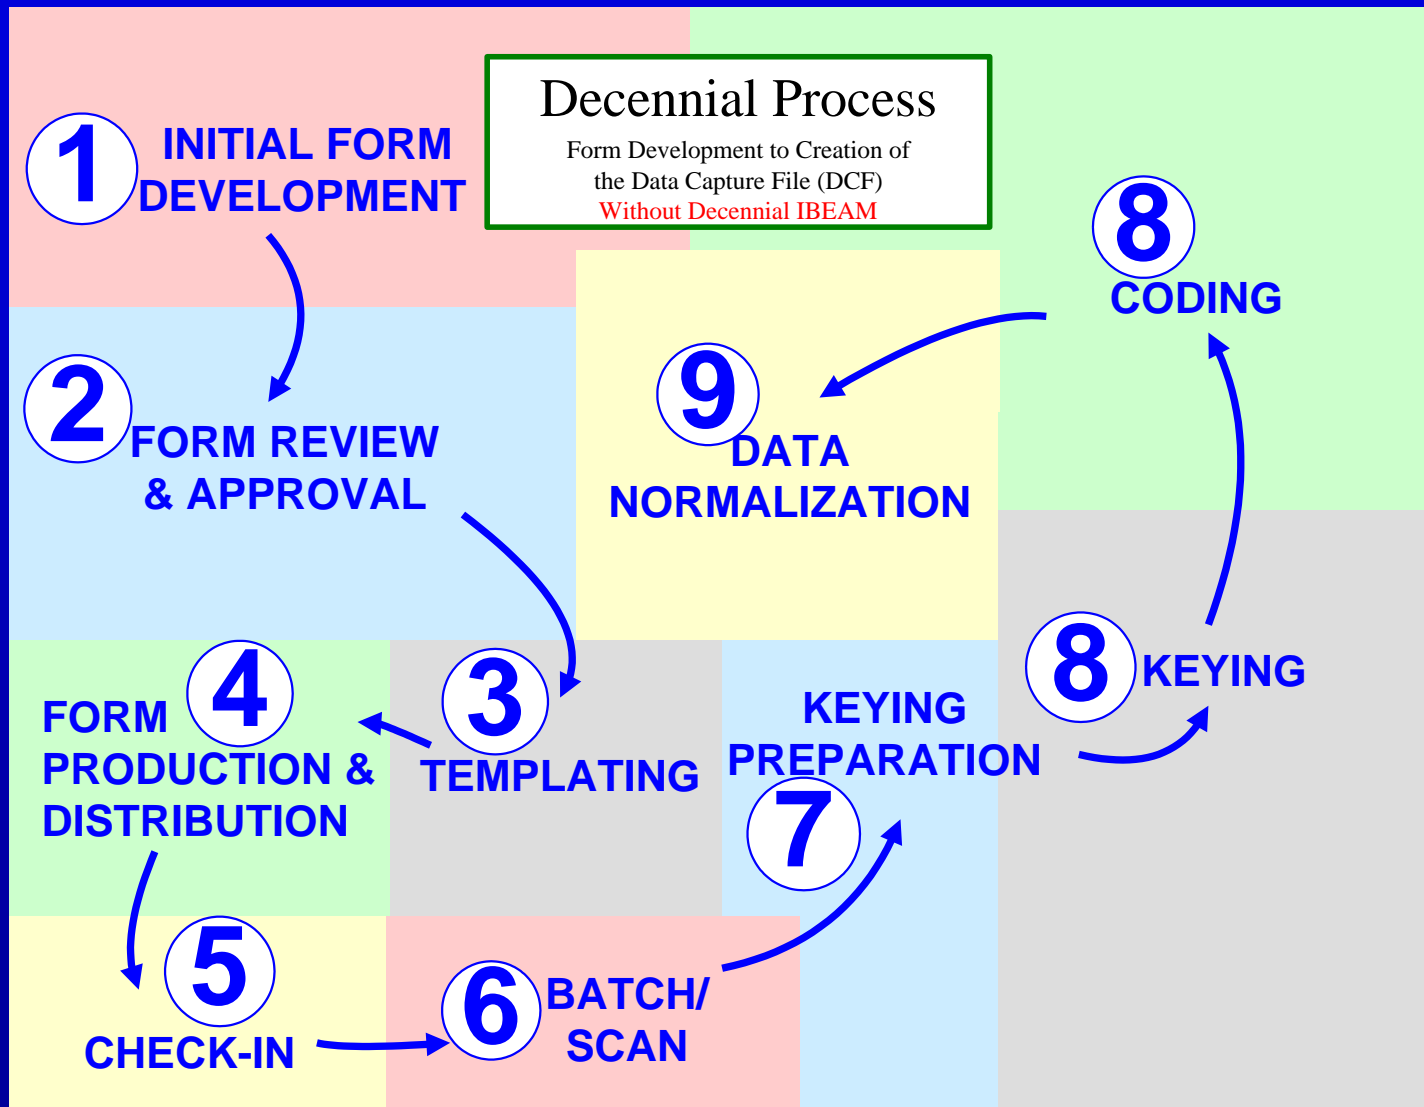 Decennial Process
Form Development to Creation of
the Data Capture File (DCF)
Without Decennial IBEAM
1
INITIAL FORM
DEVELOPMENT
2
FORM REVIEW
& APPROVAL
3
TEMPLATING
4
FORM
PRODUCTION &
DISTRIBUTION
5
CHECK-IN
6
BATCH/
SCAN
7
KEYING
PREPARATION
8
KEYING
8
CODING
9
DATA
NORMALIZATION